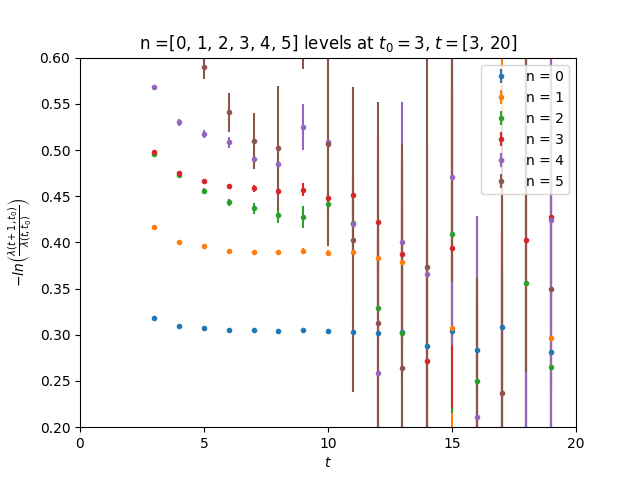 n =[0, 1, 2, 3, 4, 5] levels at t₀ = 3, t = [3, 20]
−ln(λ(t+1, t₀)/λ(t, t₀))
0.60
0.55
0.50
0.45
0.40
0.35
0.30
0.25
0.20
n = 0
n = 1
n = 2
n = 3
n = 4
n = 5
0 5 10 15 20
t